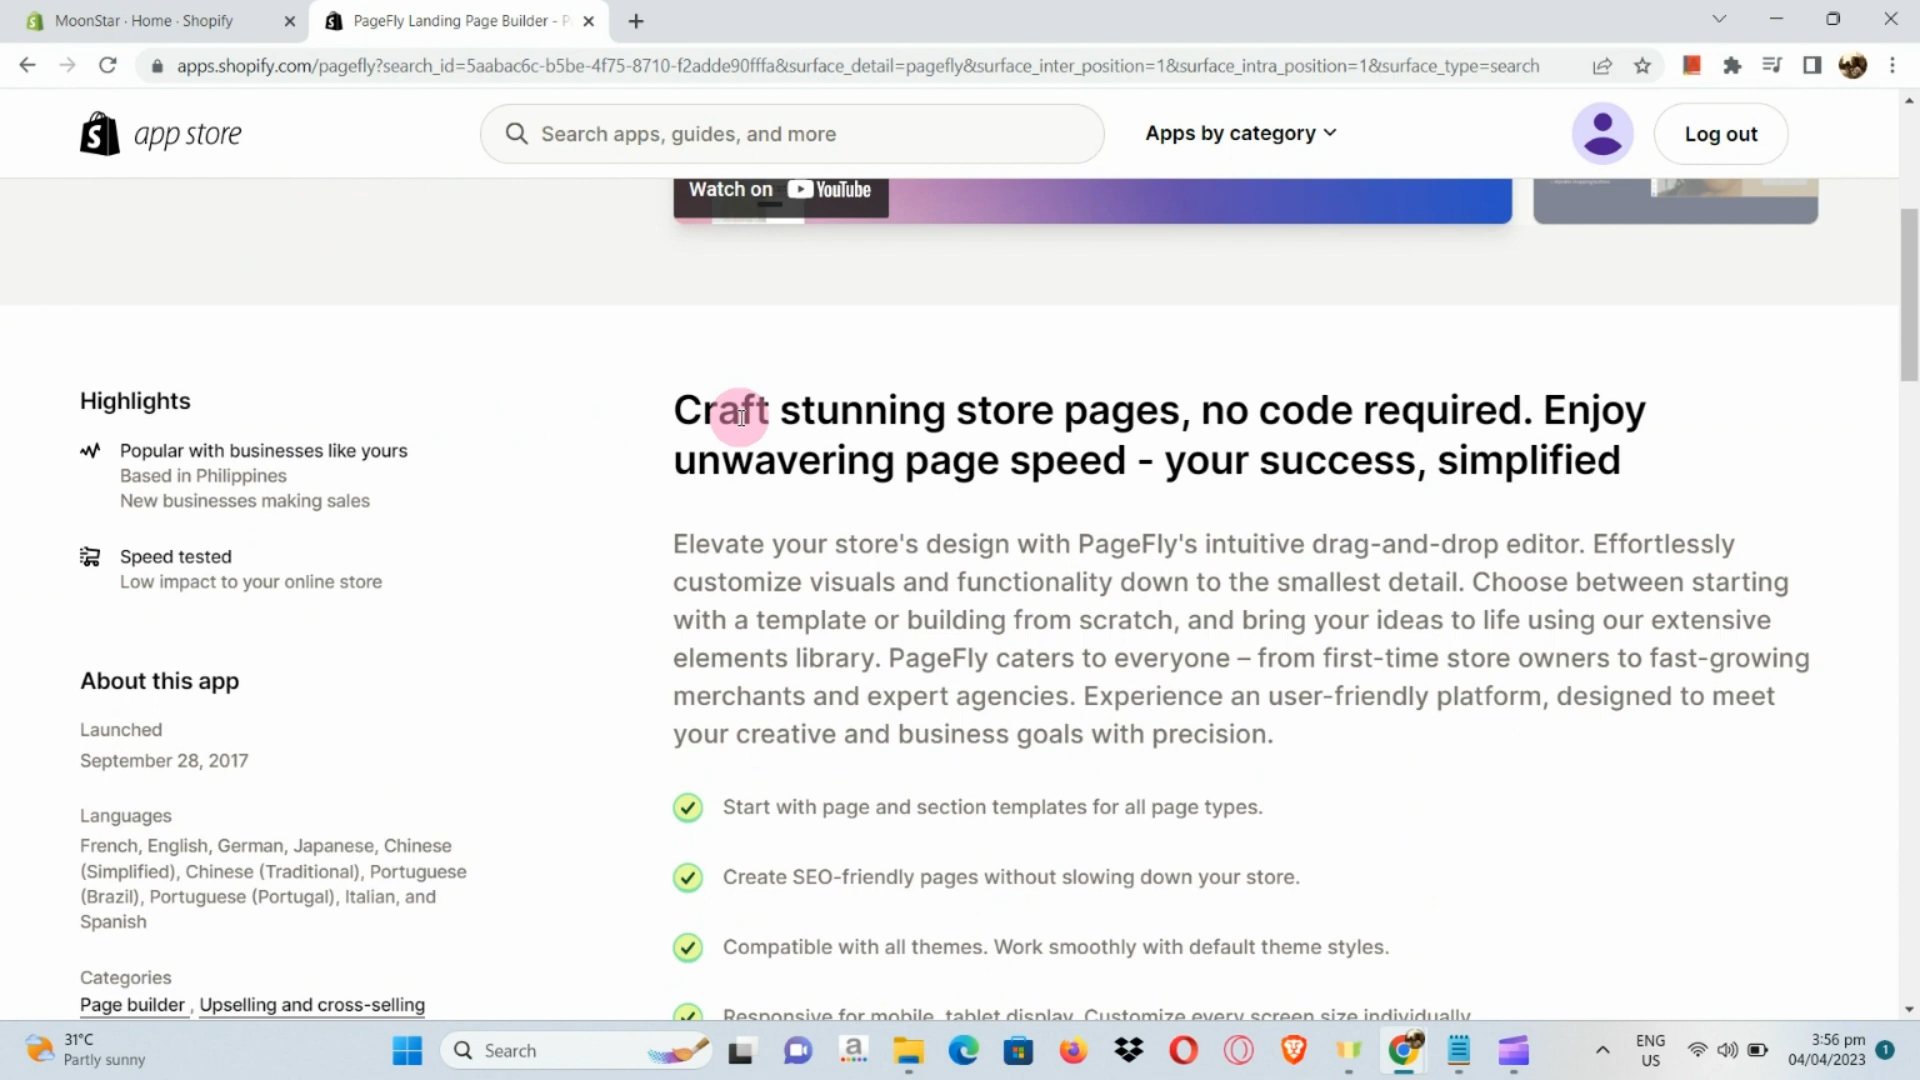 MoonStar · Home · Shopify
PageFly Landing Page Builder - P
apps.shopify.com/pagefly?search_id=5aabac6c-b5be-4f75-8710-f2adde90fffa&surface_detail=pagefly&surface_inter_position=1&surface_intra_position=1&surface_type=search
app store
Search apps, guides, and more
Apps by category
Log out
Watch on YouTube
Highlights
Popular with businesses like yours
Based in Philippines
New businesses making sales
Speed tested
Low impact to your online store
About this app
Launched
September 28, 2017
Languages
French, English, German, Japanese, Chinese
(Simplified), Chinese (Traditional), Portuguese
(Brazil), Portuguese (Portugal), Italian, and
Spanish
Categories
Page builder , Upselling and cross-selling
Craft stunning store pages, no code required. Enjoy
unwavering page speed - your success, simplified
Elevate your store's design with PageFly's intuitive drag-and-drop editor. Effortlessly
customize visuals and functionality down to the smallest detail. Choose between starting
with a template or building from scratch, and bring your ideas to life using our extensive
elements library. PageFly caters to everyone – from first-time store owners to fast-growing
merchants and expert agencies. Experience an user-friendly platform, designed to meet
your creative and business goals with precision.
Start with page and section templates for all page types.
Create SEO-friendly pages without slowing down your store.
Compatible with all themes. Work smoothly with default theme styles.
Responsive for mobile, tablet display. Customize every screen size individually
31°C
Partly sunny
Search
ENG
US
3:56 pm
04/04/2023
1